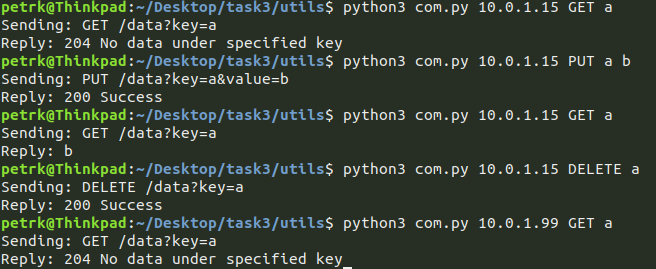 petrk@Thinkpad:~/Desktop/task3/utils$ python3 com.py 10.0.1.15 GET a
Sending: GET /data?key=a
Reply: 204 No data under specified key
petrk@Thinkpad:~/Desktop/task3/utils$ python3 com.py 10.0.1.15 PUT a b
Sending: PUT /data?key=a&value=b
Reply: 200 Success
petrk@Thinkpad:~/Desktop/task3/utils$ python3 com.py 10.0.1.15 GET a
Sending: GET /data?key=a
Reply: b
petrk@Thinkpad:~/Desktop/task3/utils$ python3 com.py 10.0.1.15 DELETE a
Sending: DELETE /data?key=a
Reply: 200 Success
petrk@Thinkpad:~/Desktop/task3/utils$ python3 com.py 10.0.1.99 GET a
Sending: GET /data?key=a
Reply: 204 No data under specified key